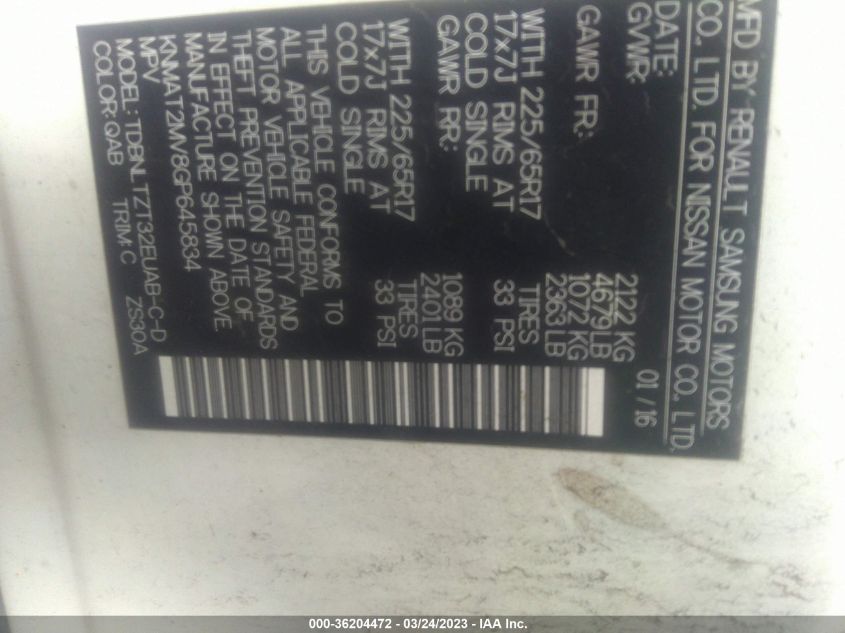 MFD BY RENAULT SAMSUNG MOTORS
CO. LTD. FOR NISSAN MOTOR CO., LTD.
DATE: 01/16
GVWR: 2122 KG
4679 LB
GAWR FR: 1072 KG
2363 LB
WITH 225/65R17 TIRES
17x7J RIMS AT 33 PSI
COLD SINGLE
GAWR RR: 1089 KG
2401 LB
WITH 225/65R17 TIRES
17x7J RIMS AT 33 PSI
COLD SINGLE
THIS VEHICLE CONFORMS TO
ALL APPLICABLE FEDERAL
MOTOR VEHICLE SAFETY AND
THEFT PREVENTION STANDARDS
IN EFFECT ON THE DATE OF
MANUFACTURE SHOWN ABOVE
KNMAT2MV8GP645834
MPV
MODEL: TDBNLTZT32EUAB-C-D
COLOR: QAB TRIM: C ZS30A
000-36204472 - 03/24/2023 - IAA Inc.